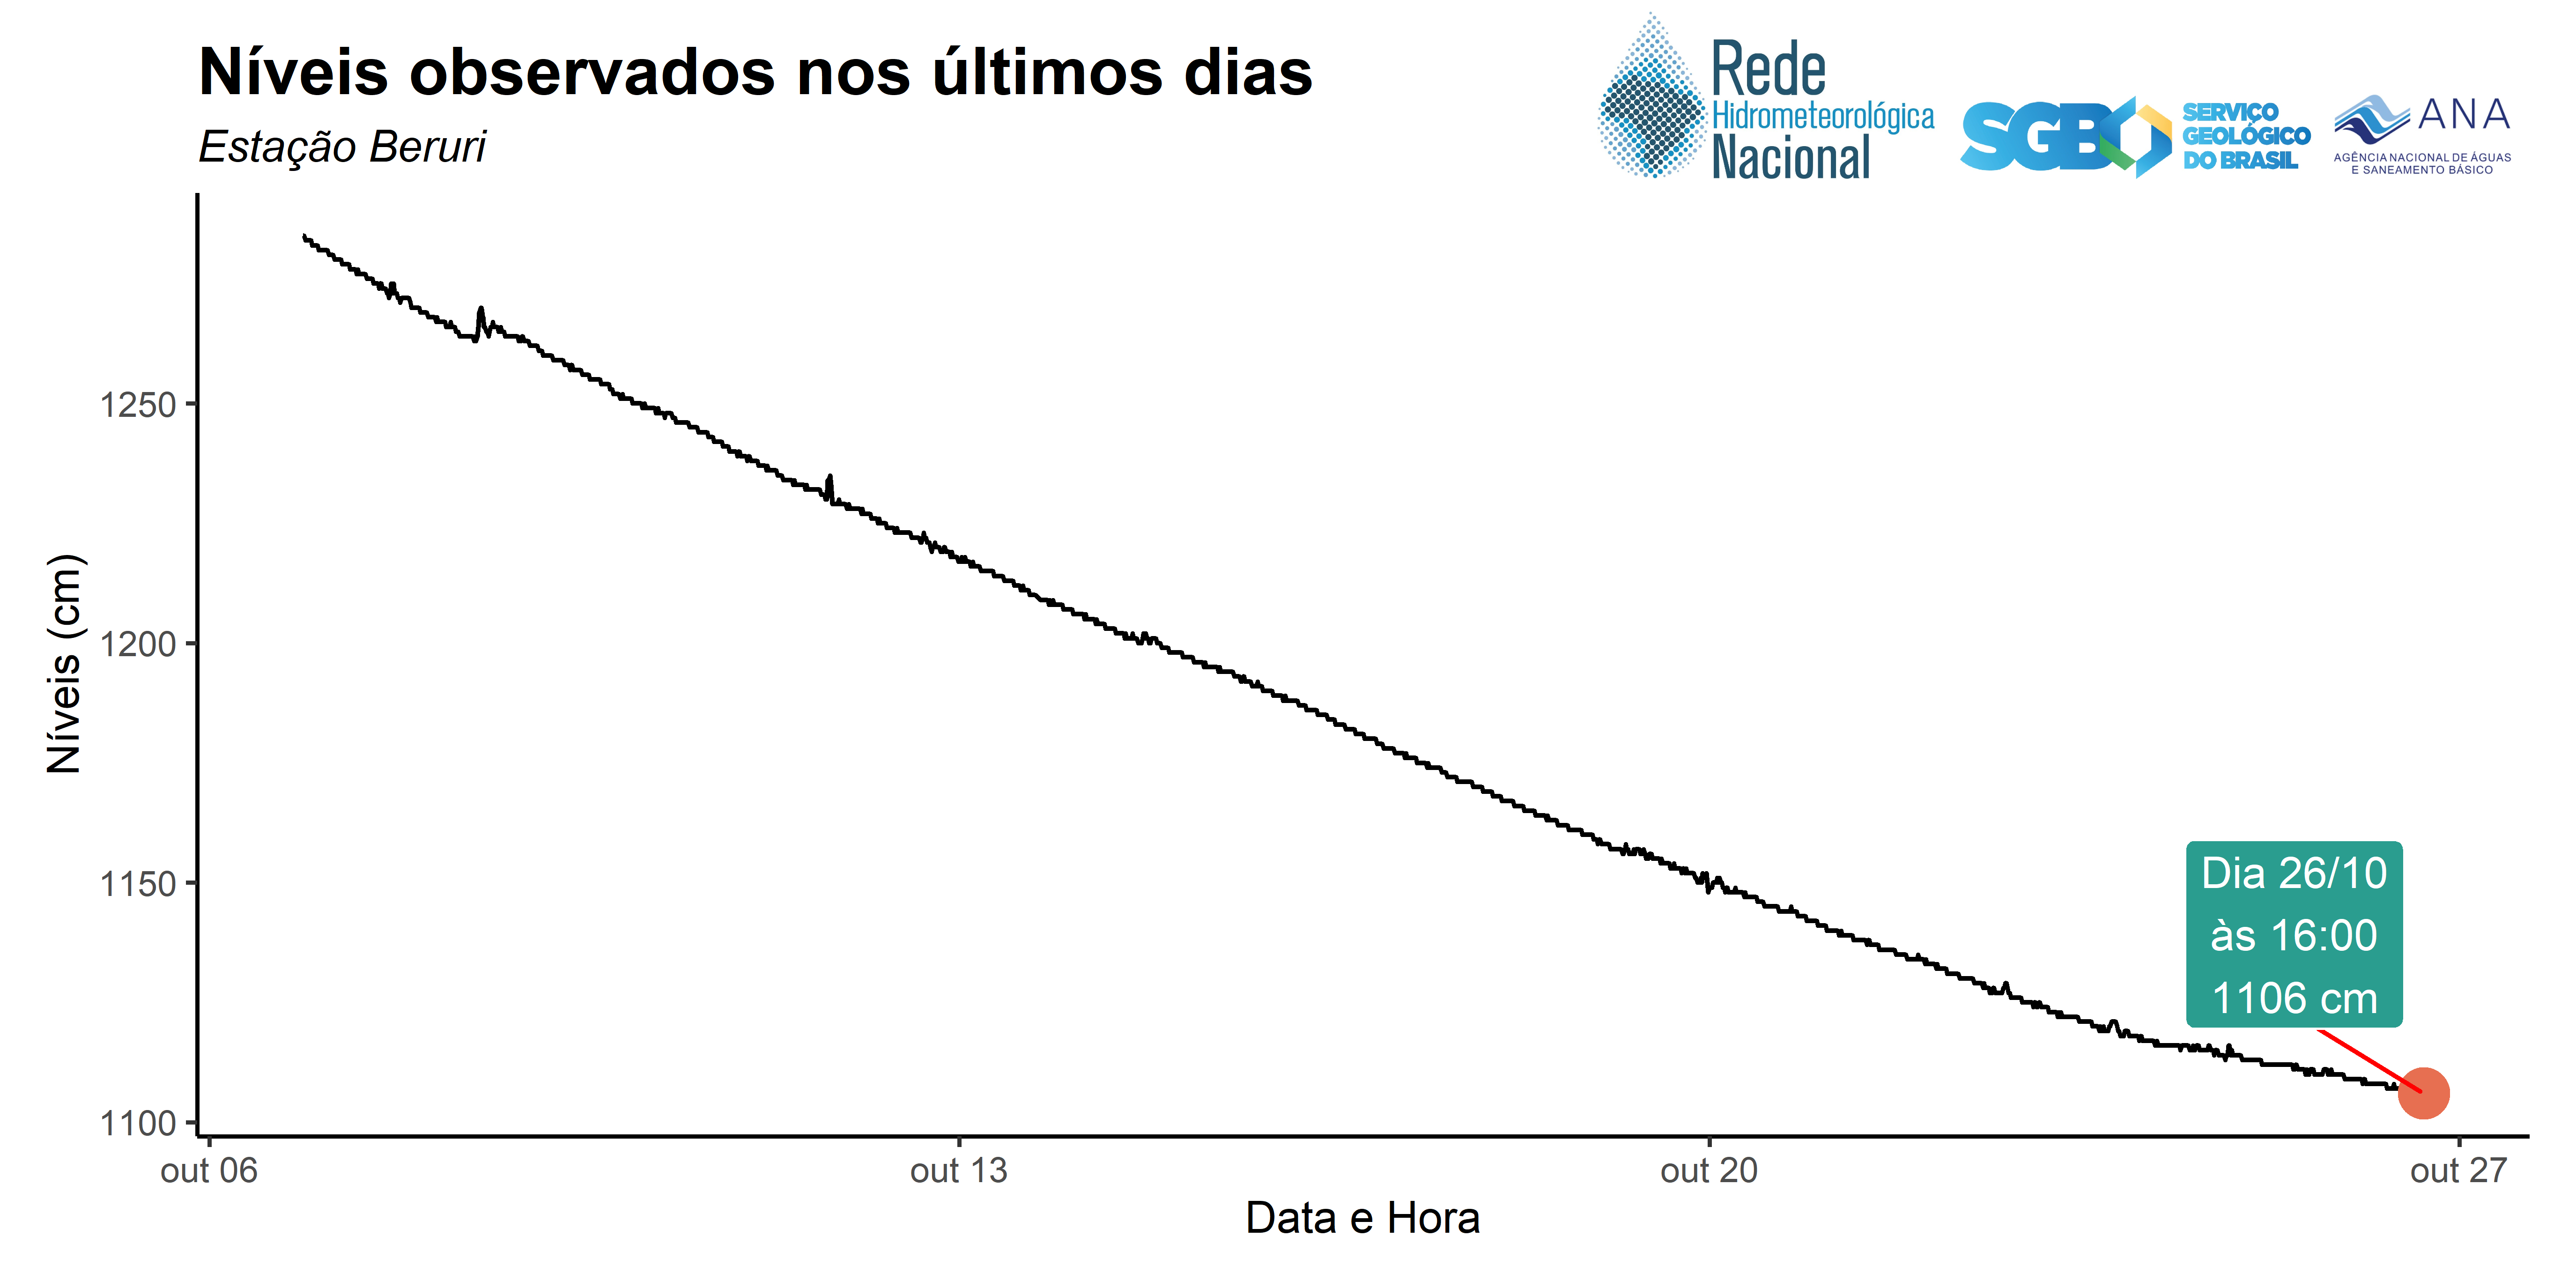 Níveis observados nos últimos dias
Estação Beruri
Rede
Hidrometeorológica
Nacional
SGB
SERVIÇO
GEOLÓGICO
DO BRASIL
ANA
AGÊNCIA NACIONAL DE ÁGUAS
E SANEAMENTO BÁSICO
Níveis (cm)
1250
1200
1150
1100
Dia 26/10
às 16:00
1106 cm
out 06
out 13
out 20
out 27
Data e Hora